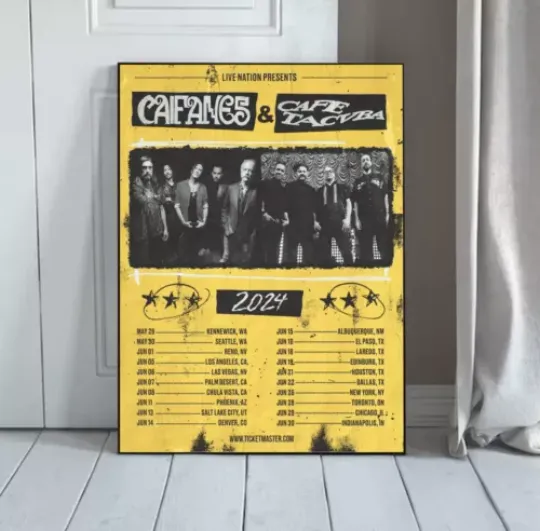 LIVE NATION PRESENTS
CAIFANES & CAFE TACVBA
2024
MAY 29 KENNEWICK, WA
MAY 30 SEATTLE, WA
JUN 01 RENO, NV
JUN 05 LOS ANGELES, CA
JUN 06 LAS VEGAS, NV
JUN 07 PALM DESERT, CA
JUN 09 CHULA VISTA, CA
JUN 11 PHOENIX, AZ
JUN 13 SALT LAKE CITY, UT
JUN 14 DENVER, CO
JUN 15 ALBUQUERQUE, NM
JUN 16 EL PASO, TX
JUN 18 LAREDO, TX
JUN 19 EDINBURG, TX
JUN 21 HOUSTON, TX
JUN 22 DALLAS, TX
JUN 25 NEW YORK, NY
JUN 28 TORONTO, ON
JUN 29 CHICAGO, IL
JUN 30 INDIANAPOLIS, IN
WWW.TICKETMASTER.COM